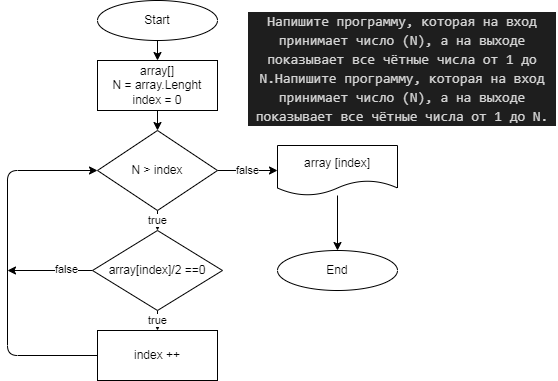 Start
array[]
N = array.Lenght
index = 0
Напишите программу, которая на вход
принимает число (N), а на выходе
показывает все чётные числа от 1 до
N.Напишите программу, которая на вход
принимает число (N), а на выходе
показывает все чётные числа от 1 до N.
N > index
false
array [index]
true
End
array[index]/2 ==0
false
true
index ++